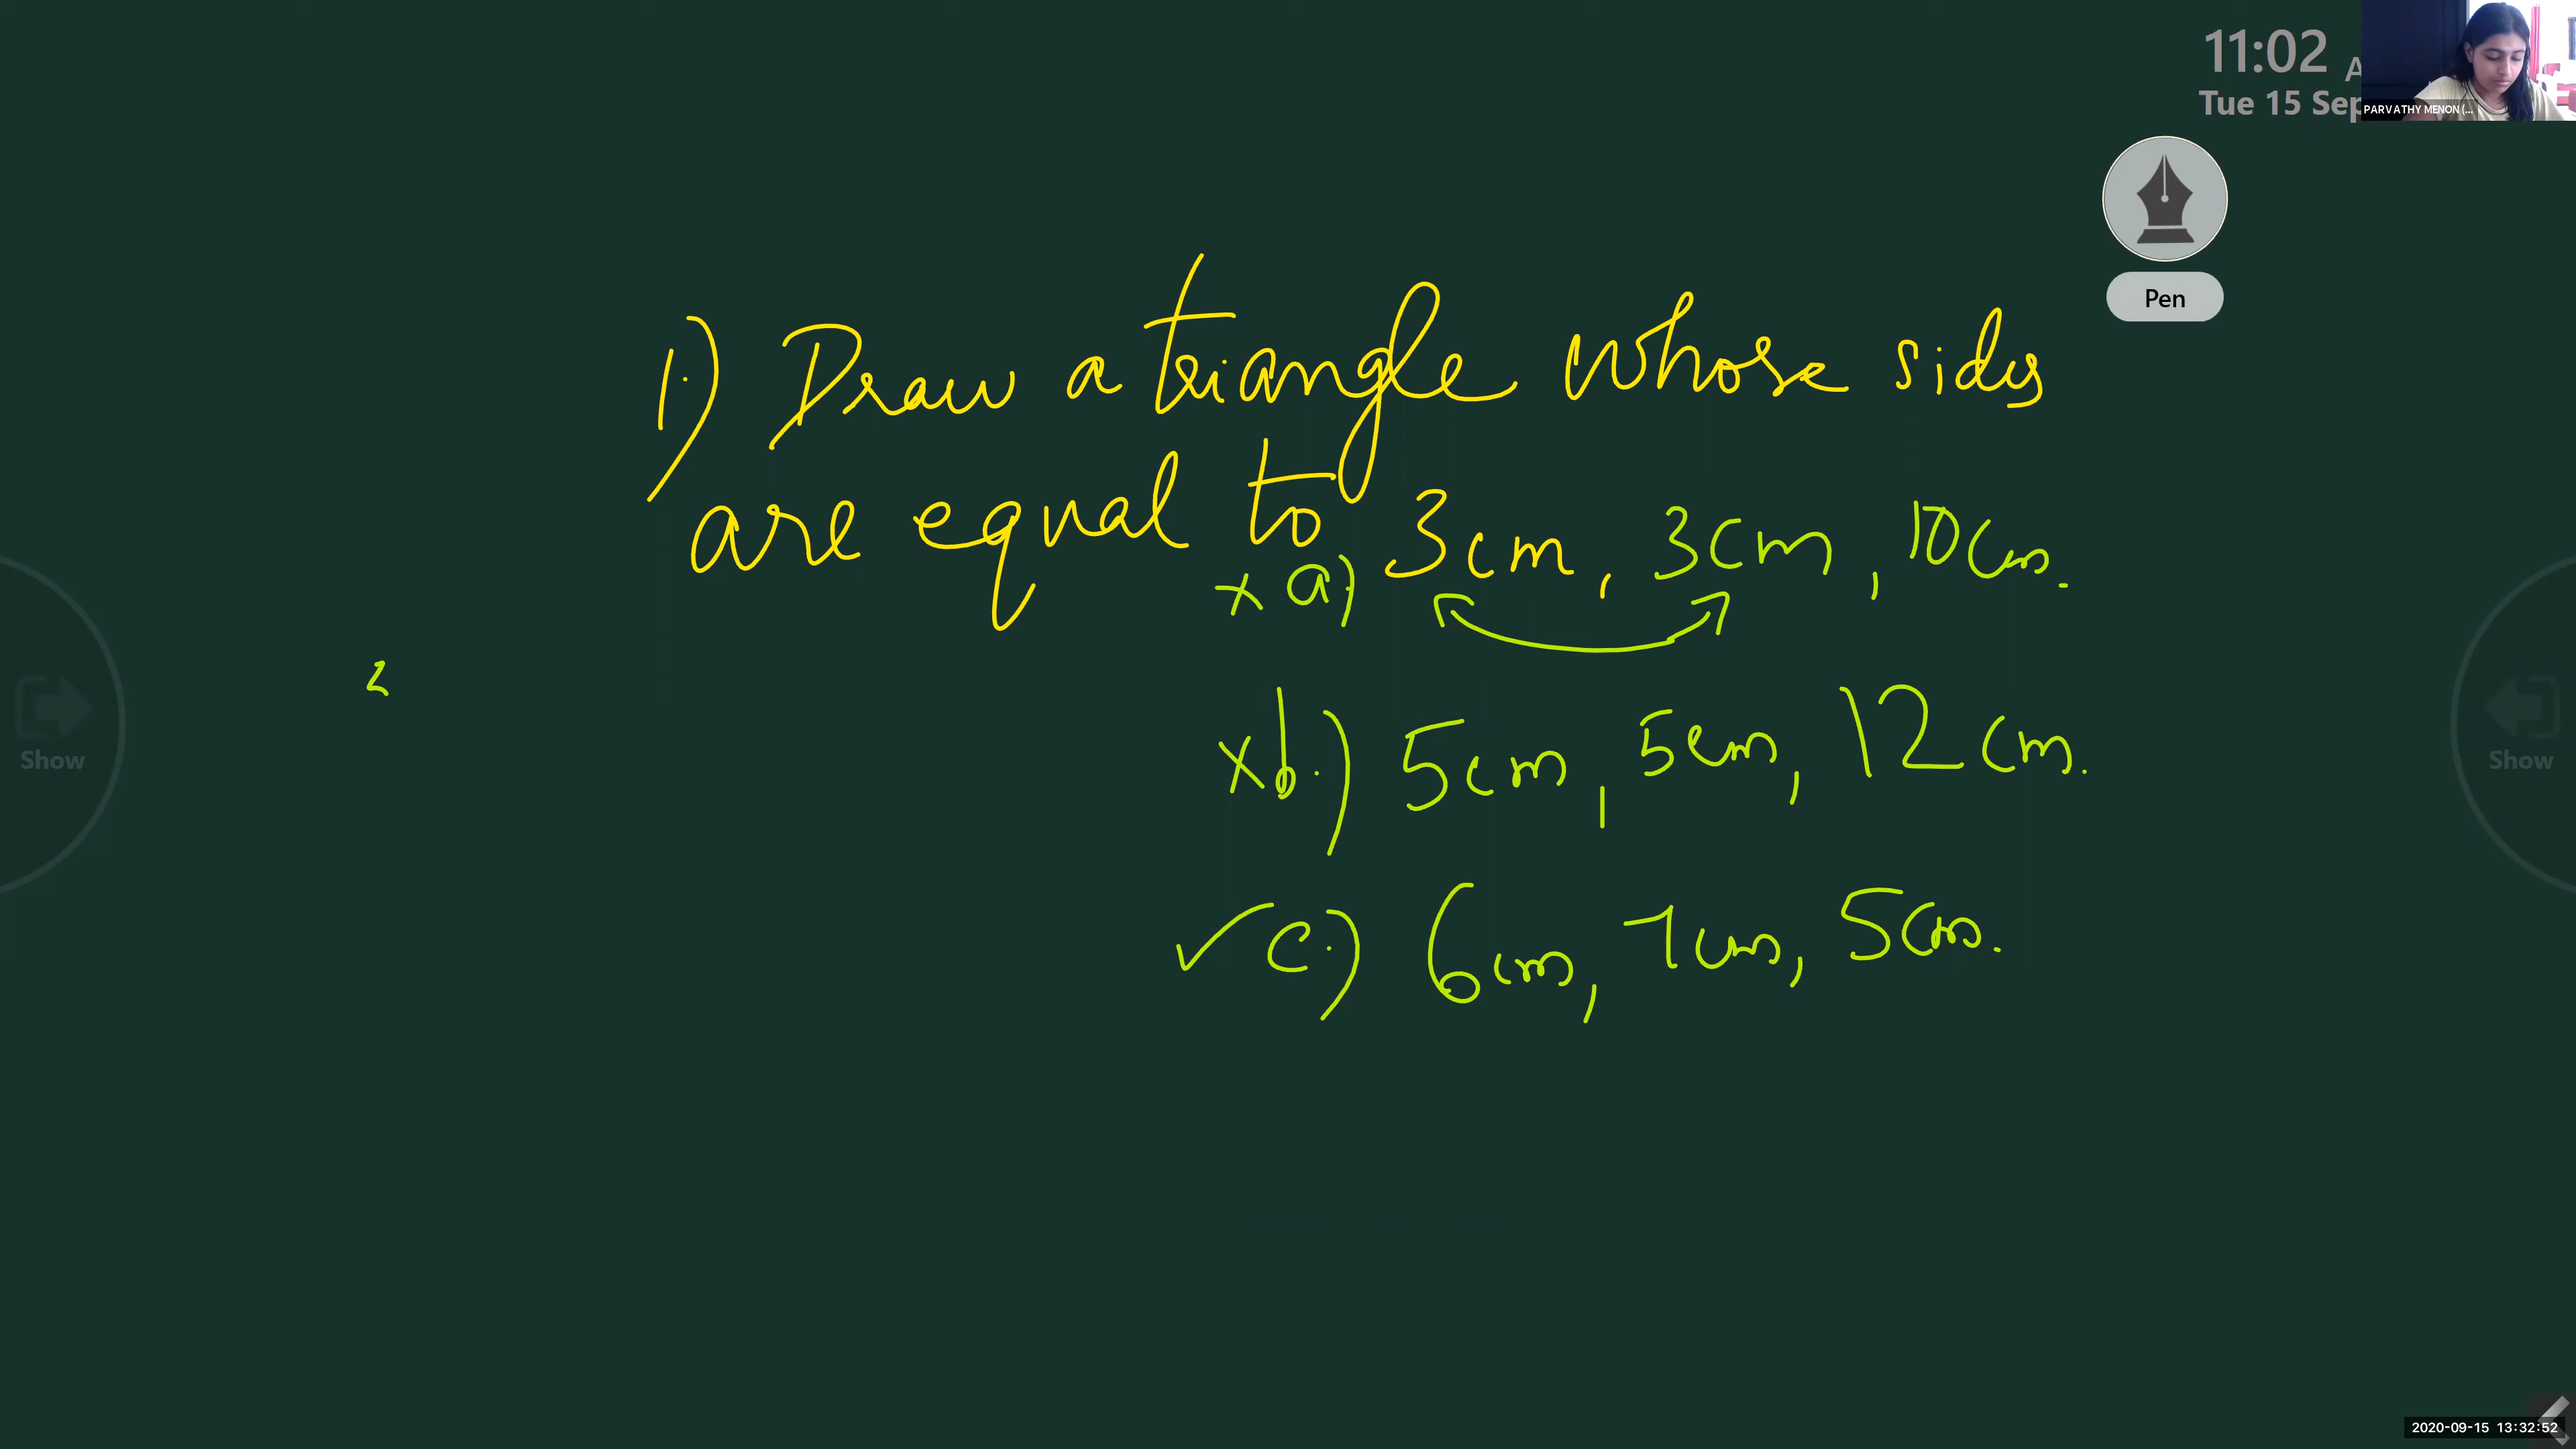 11:02 A
Tue 15 Sep
PARVATHY MENON (...
Pen
1.) Draw a triangle whose sides
are equal to 3cm, 3cm, 10cm.
x a)
Show
Show
x b.) 5cm, 5cm, 12cm.
✓ c.) 6cm, 7cm, 5cm.
2020-09-15 13:32:52